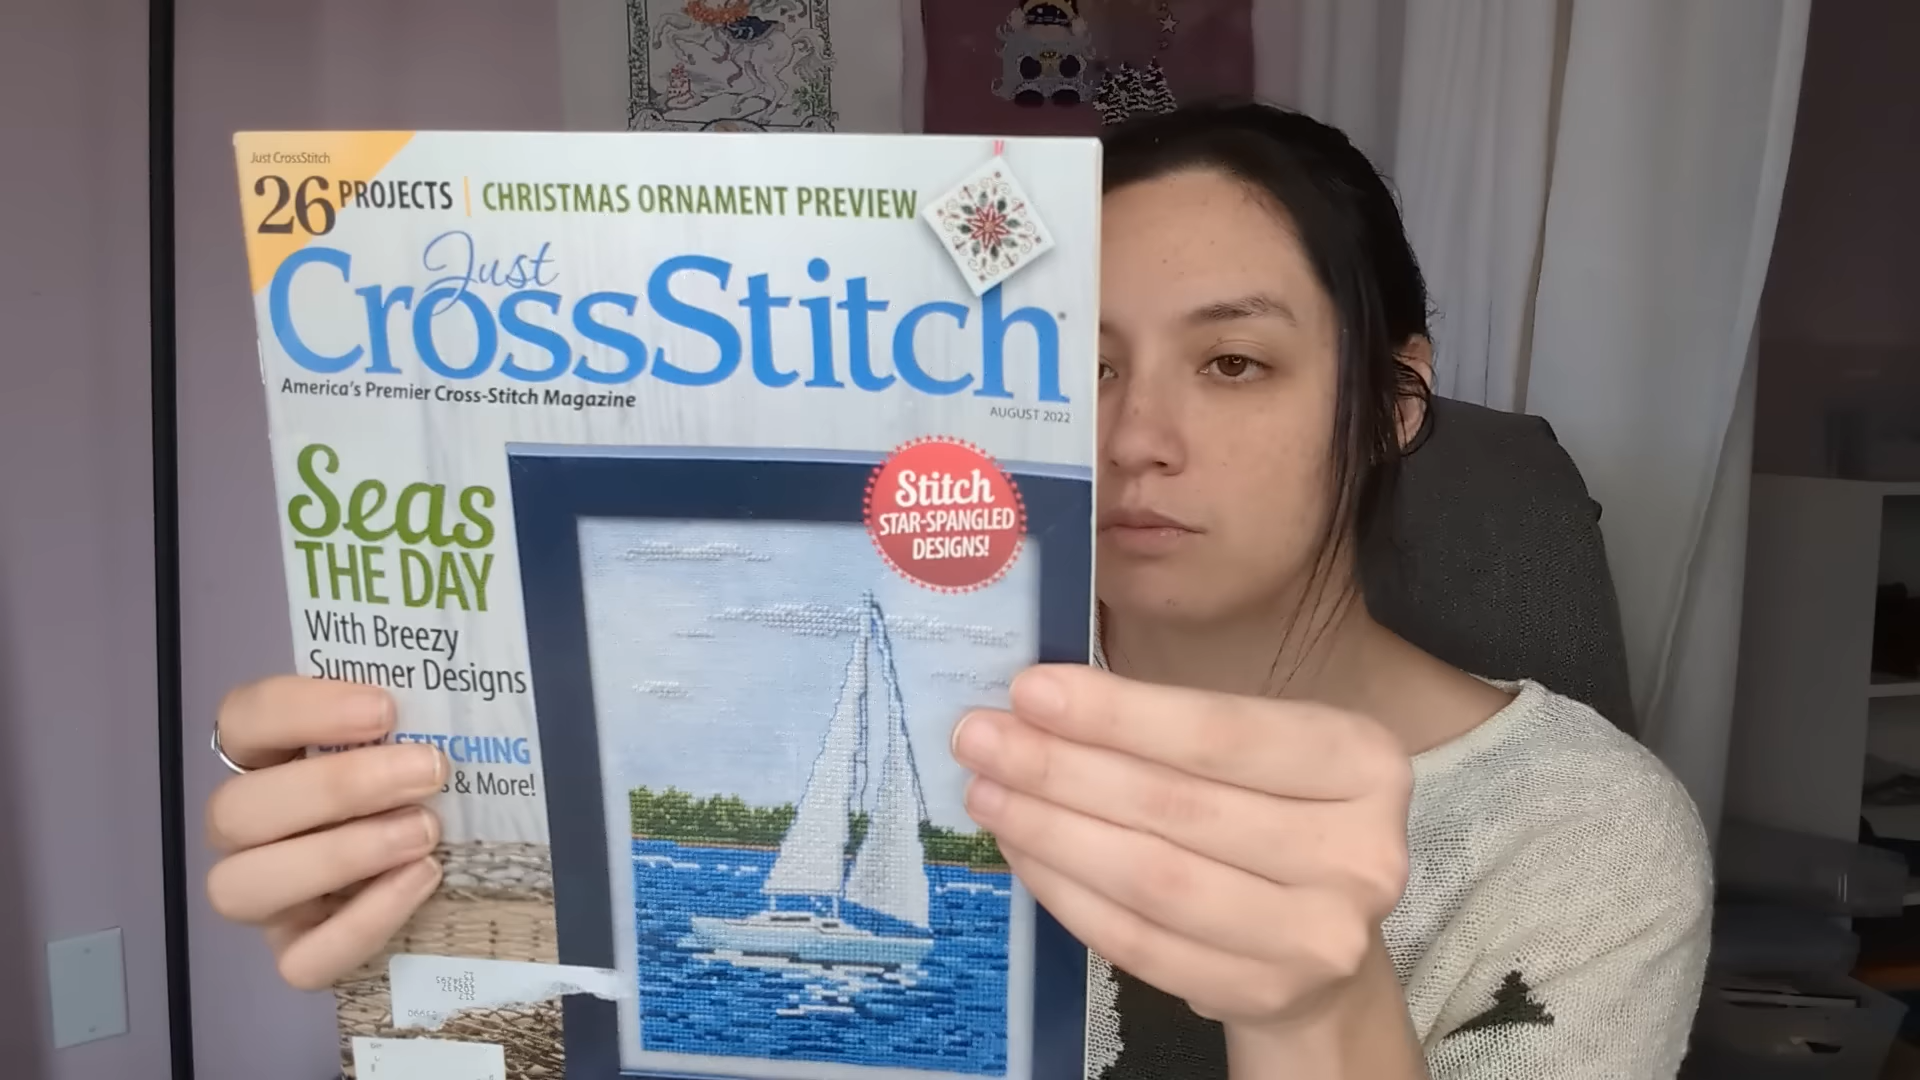 Just CrossStitch
26 PROJECTS | CHRISTMAS ORNAMENT PREVIEW
Just
CrossStitch®
America's Premier Cross-Stitch Magazine
AUGUST 2022
Seas
THE DAY
With Breezy
Summer Designs
STITCHING
& More!
Stitch
STAR-SPANGLED
DESIGNS!